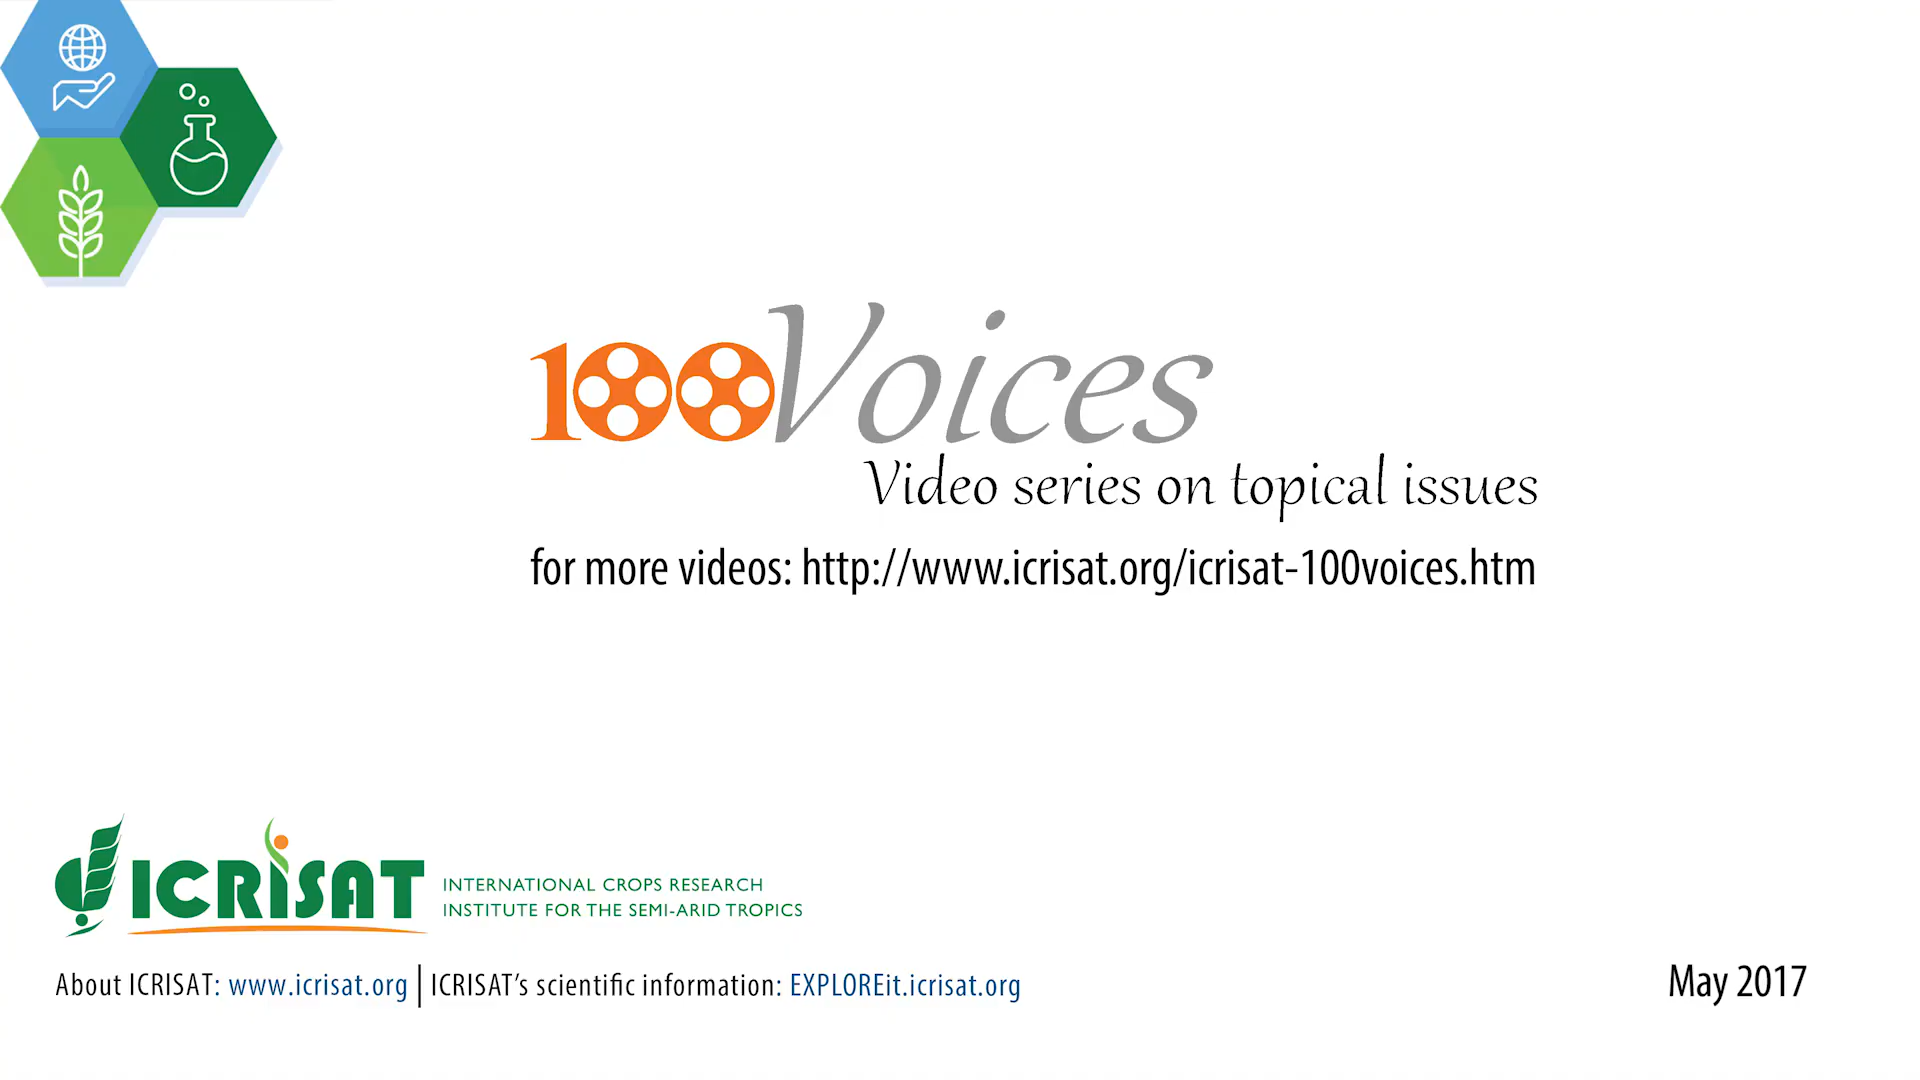 100Voices
Video series on topical issues
for more videos: http://www.icrisat.org/icrisat-100voices.htm
ICRISAT
INTERNATIONAL CROPS RESEARCH
INSTITUTE FOR THE SEMI-ARID TROPICS
About ICRISAT: www.icrisat.org | ICRISAT’s scientific information: EXPLOREit.icrisat.org
May 2017